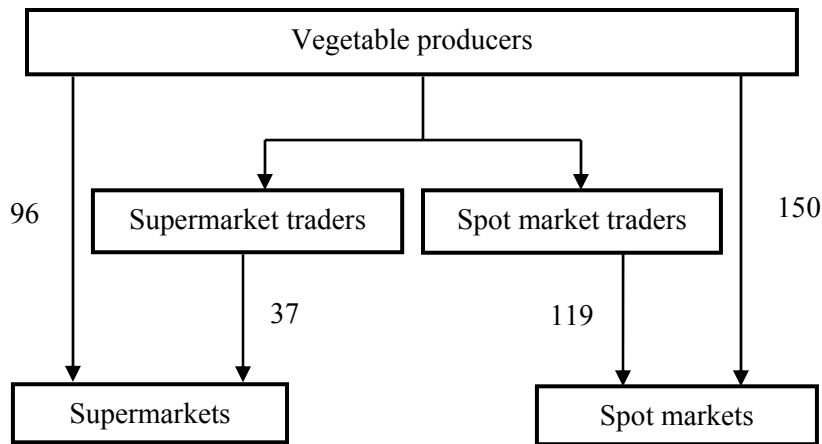 Vegetable producers
96
Supermarket traders
Spot market traders
150
37
119
Supermarkets
Spot markets